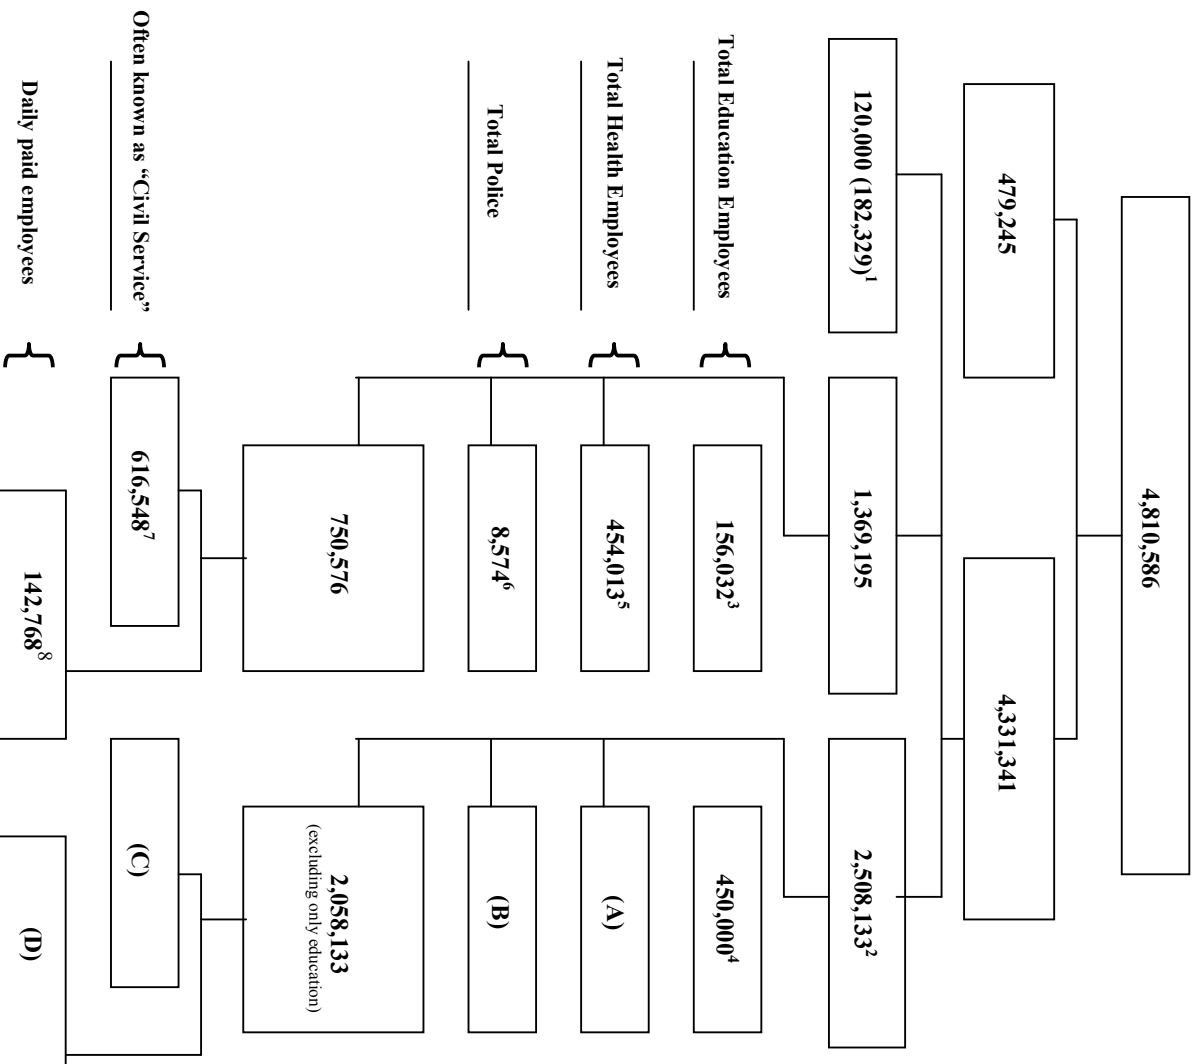 4,810,586
479,245
4,331,341
120,000 (182,329)1
1,369,195
2,508,1332
Total Education Employees
156,0323
450,0004
Total Health Employees
454,0135
(A)
Total Police
8,5746
(B)
750,576
2,058,133
(excluding only education)
Often known as “Civil Service”
616,5487
(C)
Daily paid employees
142,7688
(D)